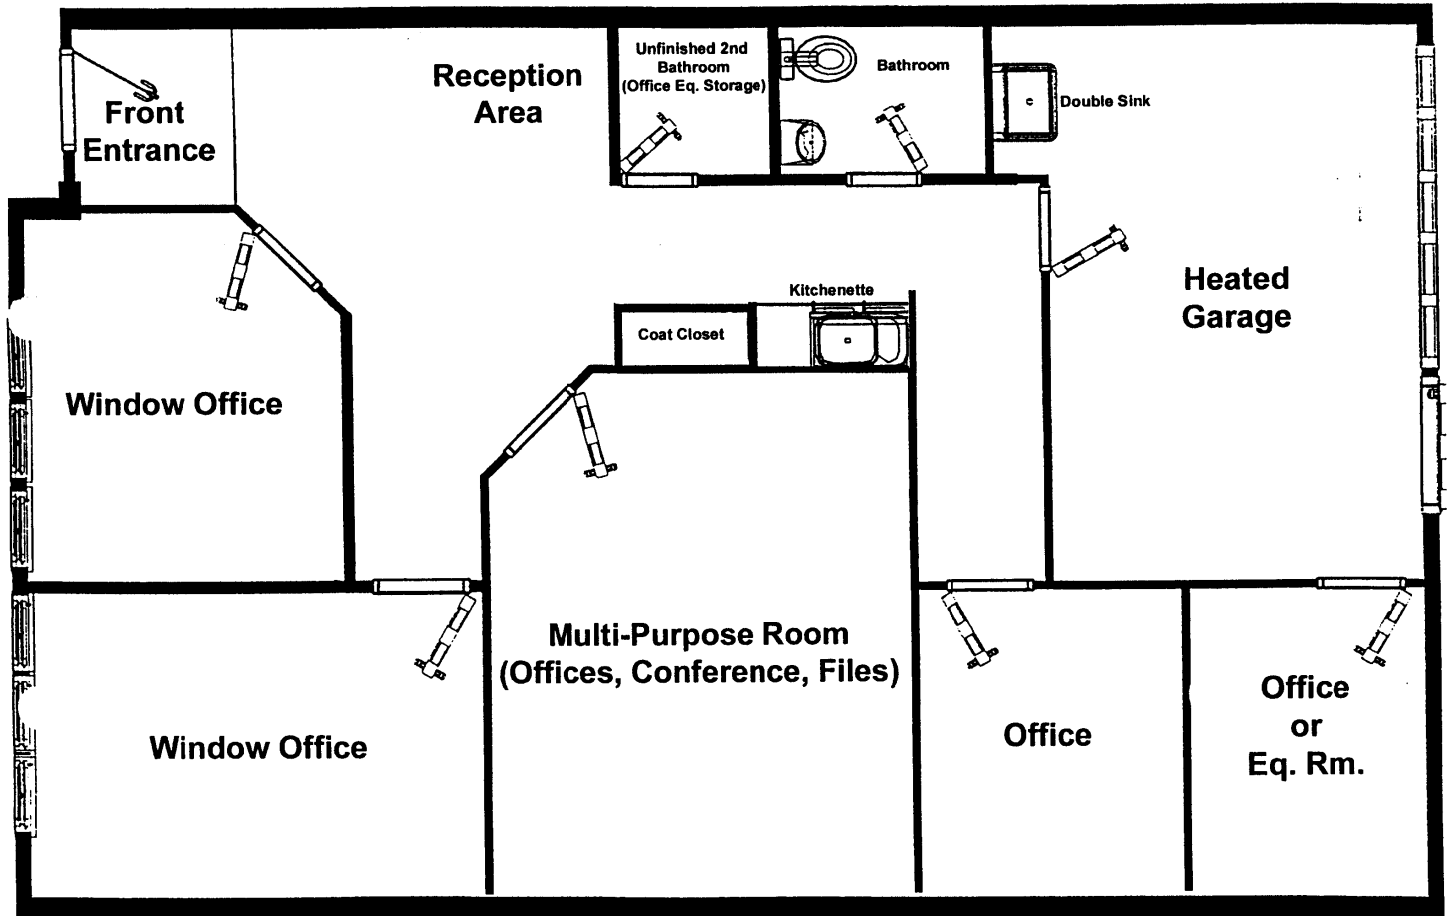 Front
Entrance
Reception
Area
Unfinished 2nd
Bathroom
(Office Eq. Storage)
Bathroom
Double Sink
Heated
Garage
Kitchenette
Coat Closet
Window Office
Multi-Purpose Room
(Offices, Conference, Files)
Window Office
Office
Office
or
Eq. Rm.